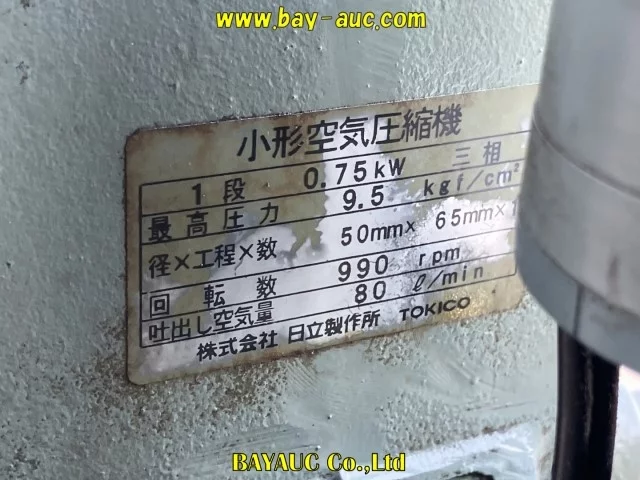 www.bay-auc.com
小形空気圧縮機
1段 0.75kW 三相
最高圧力 9.5 kgf/cm²
径×工程×数 50mm× 65mm×1
回転数 990 rpm
吐出し空気量 80 ℓ/min
株式会社 日立製作所 TOKICO
BAYAUC Co.,Ltd